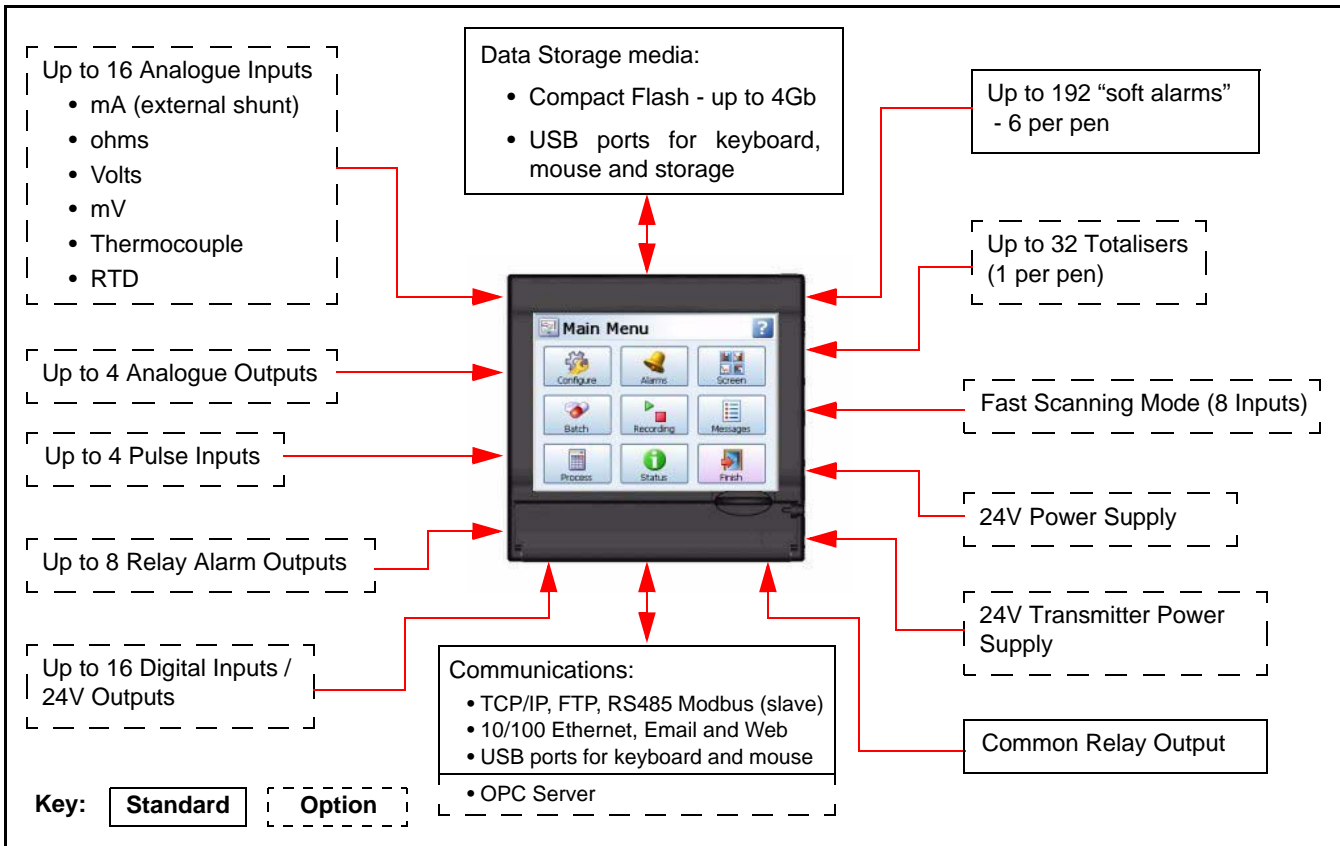 Up to 16 Analogue Inputs
• mA (external shunt)
• ohms
• Volts
• mV
• Thermocouple
• RTD
Up to 4 Analogue Outputs
Up to 4 Pulse Inputs
Up to 8 Relay Alarm Outputs
Up to 16 Digital Inputs /
24V Outputs
Data Storage media:
• Compact Flash - up to 4Gb
• USB ports for keyboard,
mouse and storage
Main Menu
?
Configure
Alarms
Screen
Batch
Recording
Messages
Process
Status
Finish
Communications:
• TCP/IP, FTP, RS485 Modbus (slave)
• 10/100 Ethernet, Email and Web
• USB ports for keyboard and mouse
• OPC Server
Up to 192 “soft alarms”
- 6 per pen
Up to 32 Totalisers
(1 per pen)
Fast Scanning Mode (8 Inputs)
24V Power Supply
24V Transmitter Power
Supply
Common Relay Output
Key:
Standard
Option